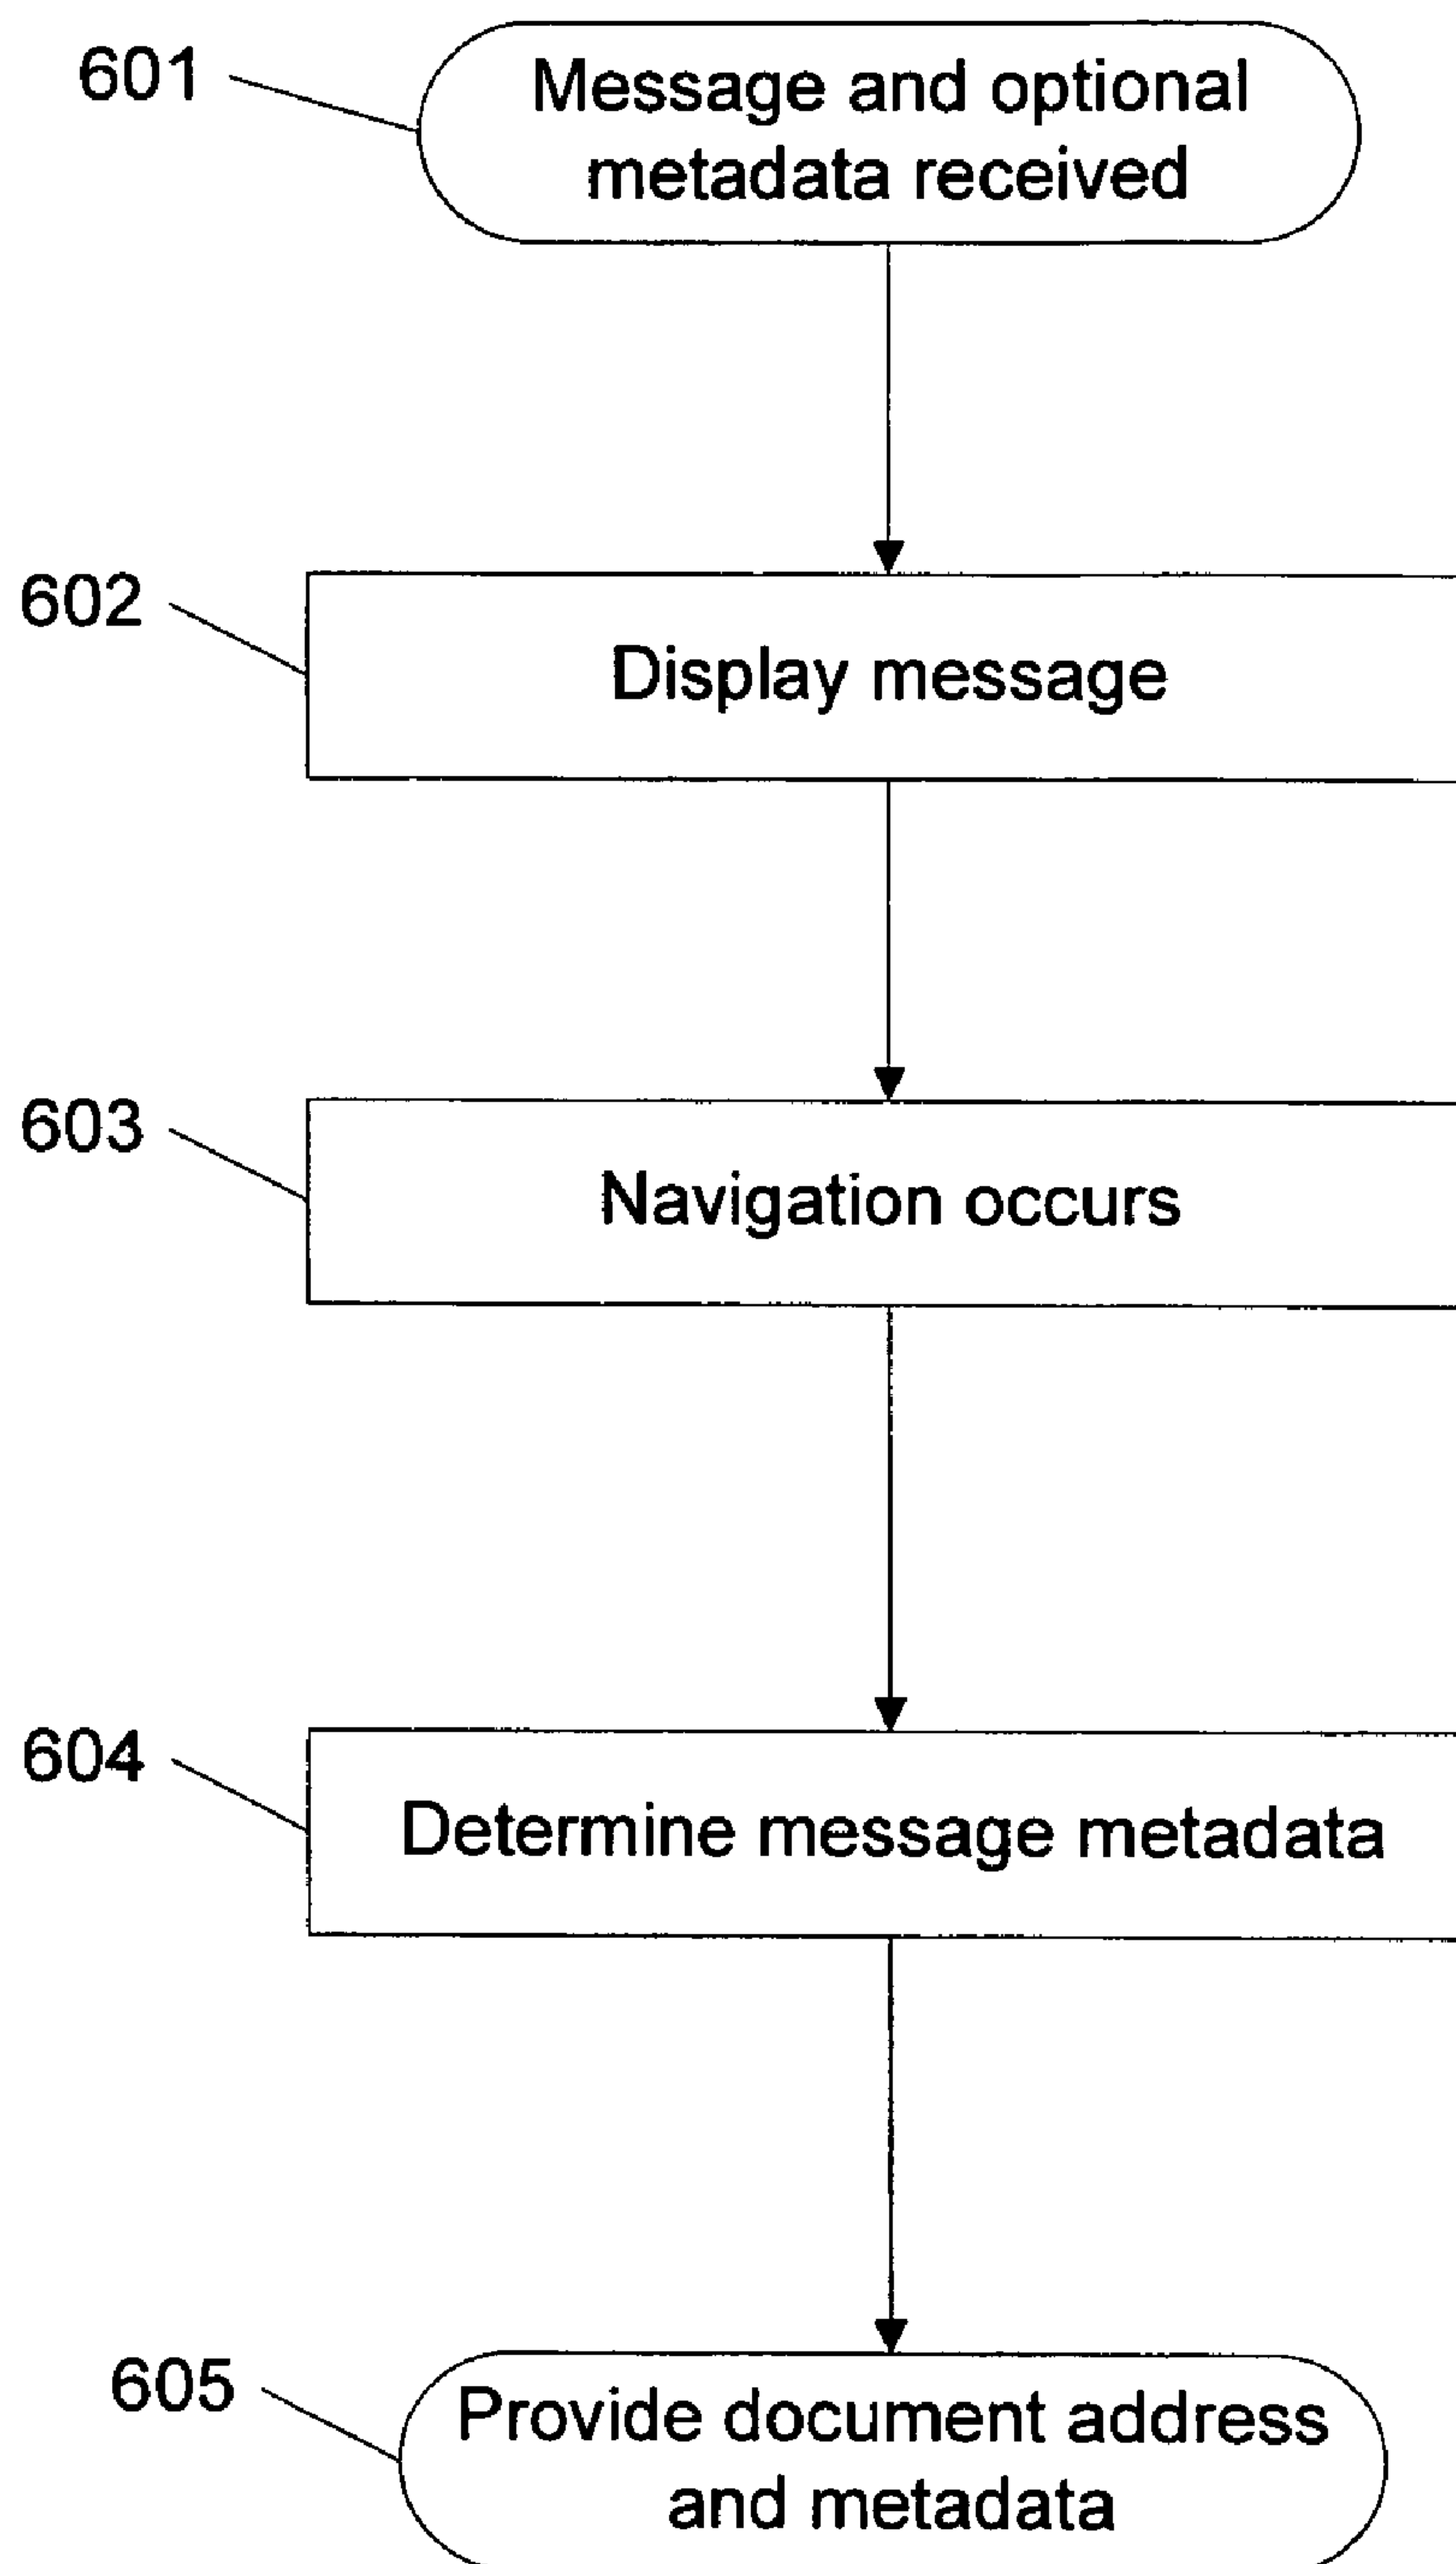 601
Message and optional
metadata received
602
Display message
603
Navigation occurs
604
Determine message metadata
605
Provide document address
and metadata